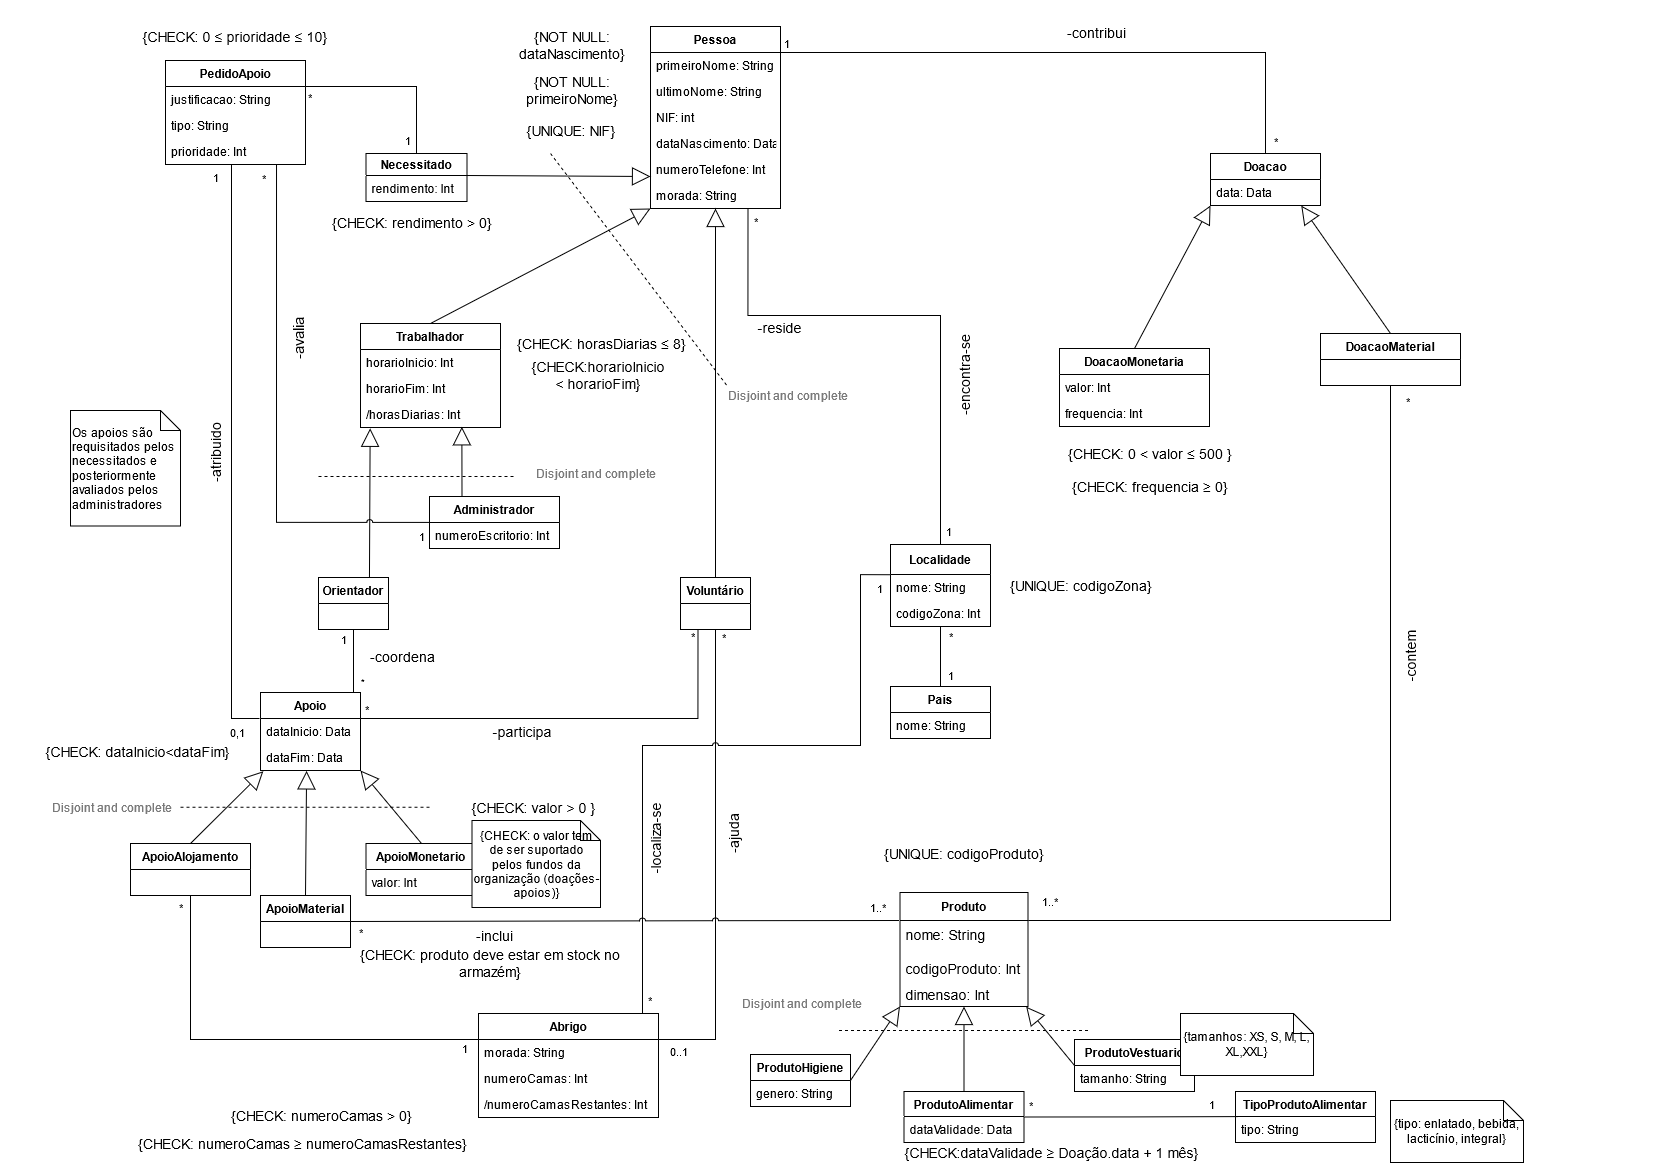 {CHECK: 0 ≤ prioridade ≤ 10}
PedidoApoio
justificacao: String
tipo: String
prioridade: Int
*
1
1
*
Necessitado
rendimento: Int
{CHECK: rendimento > 0}
{NOT NULL:
dataNascimento}
{NOT NULL:
primeiroNome}
{UNIQUE: NIF}
Pessoa
primeiroNome: String
ultimoNome: String
NIF: int
dataNascimento: Data
numeroTelefone: Int
morada: String
1
-contribui
*
*
Doacao
data: Data
-avalia
-atribuido
Trabalhador
horarioInicio: Int
horarioFim: Int
/horasDiarias: Int
{CHECK: horasDiarias ≤ 8}
{CHECK:horarioInicio
< horarioFim}
Disjoint and complete
-reside
-encontra-se
DoacaoMonetaria
valor: Int
frequencia: Int
{CHECK: 0 < valor ≤ 500 }
{CHECK: frequencia ≥ 0}
DoacaoMaterial
*
-contem
Os apoios são
requisitados pelos
necessitados e
posteriormente
avaliados pelos
administradores
Disjoint and complete
Administrador
numeroEscritorio: Int
1
Orientador
1
-coordena
*
Voluntário
*
*
1
Localidade
nome: String
codigoZona: Int
1
*
{UNIQUE: codigoZona}
1
Pais
nome: String
Apoio
dataInicio: Data
dataFim: Data
*
0,1
-participa
{CHECK: dataInicio<dataFim}
Disjoint and complete
ApoioAlojamento
*
ApoioMaterial
*
ApoioMonetario
valor: Int
{CHECK: valor > 0 }
{CHECK: o valor tem
de ser suportado
pelos fundos da
organização (doações-
apoios)}
-localiza-se
-ajuda
-inclui
{CHECK: produto deve estar em stock no
armazém}
{UNIQUE: codigoProduto}
1..*
1..*
Produto
nome: String
codigoProduto: Int
dimensao: Int
Disjoint and complete
*
Abrigo
morada: String
numeroCamas: Int
/numeroCamasRestantes: Int
1
0..1
{CHECK: numeroCamas > 0}
{CHECK: numeroCamas ≥ numeroCamasRestantes}
ProdutoHigiene
genero: String
ProdutoVestuario
tamanho: String
{tamanhos: XS, S, M, L,
XL,XXL}
ProdutoAlimentar
dataValidade: Data
*
1
TipoProdutoAlimentar
tipo: String
{tipo: enlatado, bebida,
lacticínio, integral}
{CHECK:dataValidade ≥ Doação.data + 1 mês}